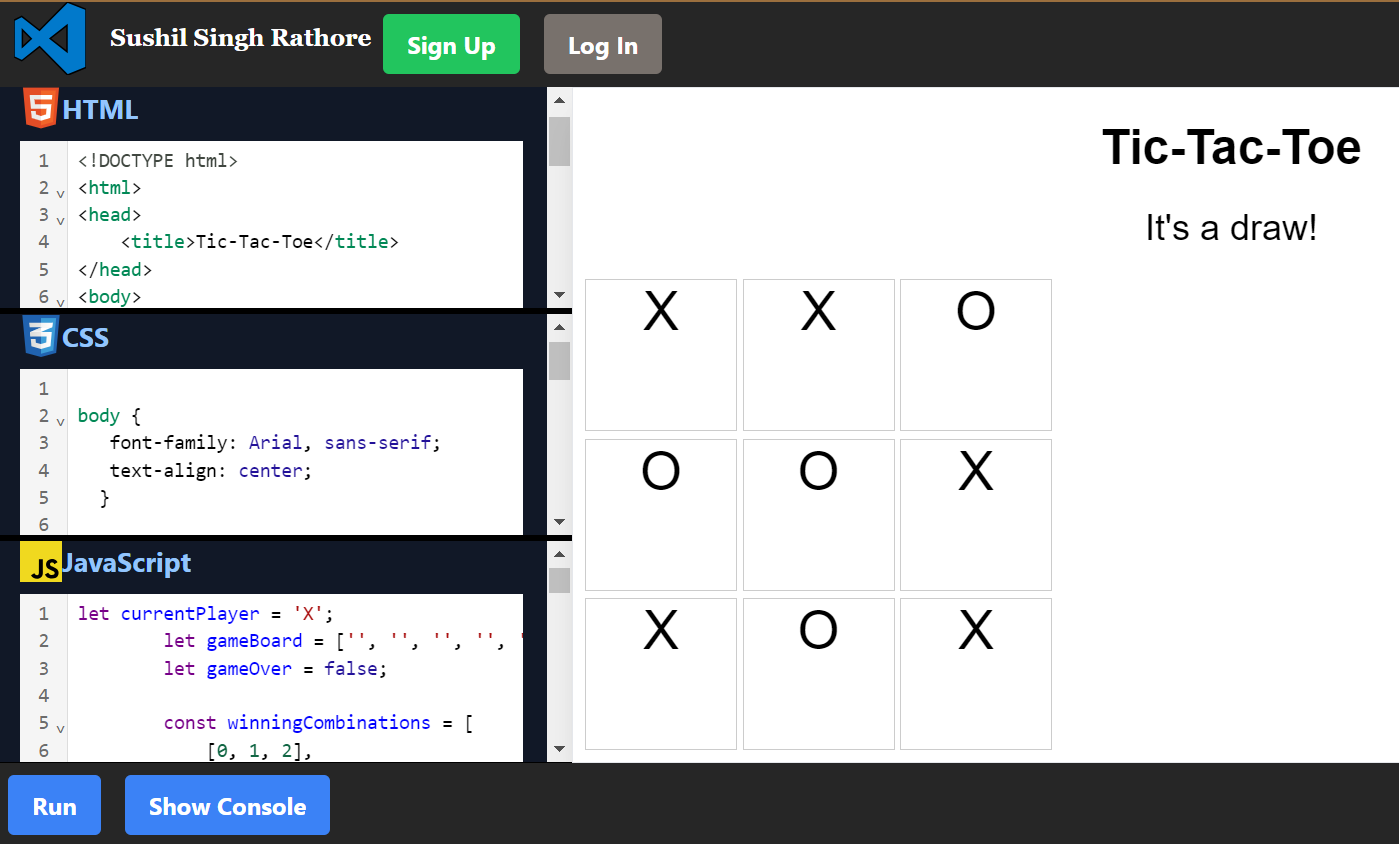 Sushil Singh Rathore
Sign Up
Log In
5 HTML
1 <!DOCTYPE html>
2 <html>
3 <head>
4     <title>Tic-Tac-Toe</title>
5 </head>
6 <body>
3 CSS
1
2 body {
3    font-family: Arial, sans-serif;
4    text-align: center;
5   }
6
JS JavaScript
1 let currentPlayer = 'X';
2         let gameBoard = ['', '', '', '', '
3         let gameOver = false;
4
5         const winningCombinations = [
6             [0, 1, 2],
Tic-Tac-Toe
It's a draw!
X X O
O O X
X O X
Run
Show Console